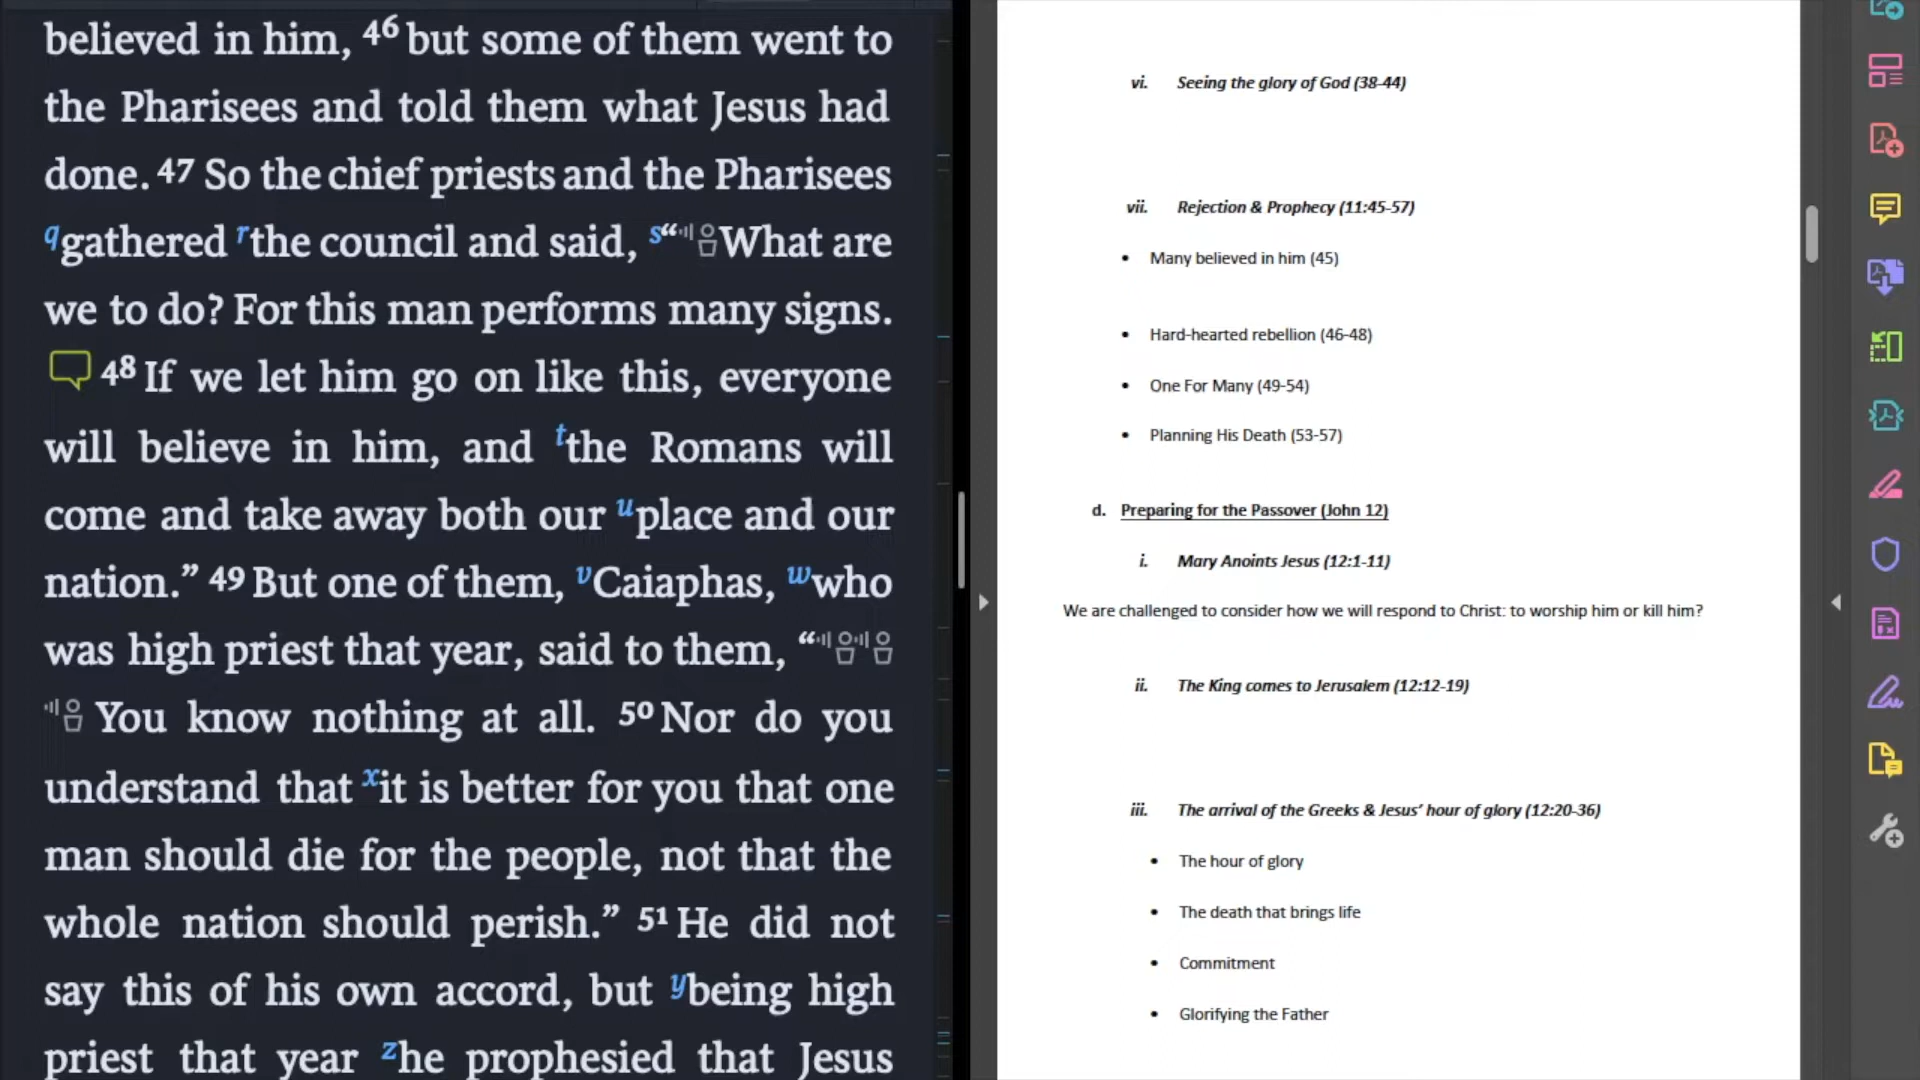 believed in him, 46 but some of them went to
the Pharisees and told them what Jesus had
done. 47 So the chief priests and the Pharisees
q gathered r the council and said, s “What are
we to do? For this man performs many signs.
48 If we let him go on like this, everyone
will believe in him, and t the Romans will
come and take away both our u place and our
nation.” 49 But one of them, v Caiaphas, w who
was high priest that year, said to them, “
You know nothing at all. 50 Nor do you
understand that x it is better for you that one
man should die for the people, not that the
whole nation should perish.” 51 He did not
say this of his own accord, but y being high
priest that year z he prophesied that Jesus
vi. Seeing the glory of God (38-44)
vii. Rejection & Prophecy (11:45-57)
• Many believed in him (45)
• Hard-hearted rebellion (46-48)
• One For Many (49-54)
• Planning His Death (53-57)
d. Preparing for the Passover (John 12)
i. Mary Anoints Jesus (12:1-11)
We are challenged to consider how we will respond to Christ: to worship him or kill him?
ii. The King comes to Jerusalem (12:12-19)
iii. The arrival of the Greeks & Jesus’ hour of glory (12:20-36)
• The hour of glory
• The death that brings life
• Commitment
• Glorifying the Father